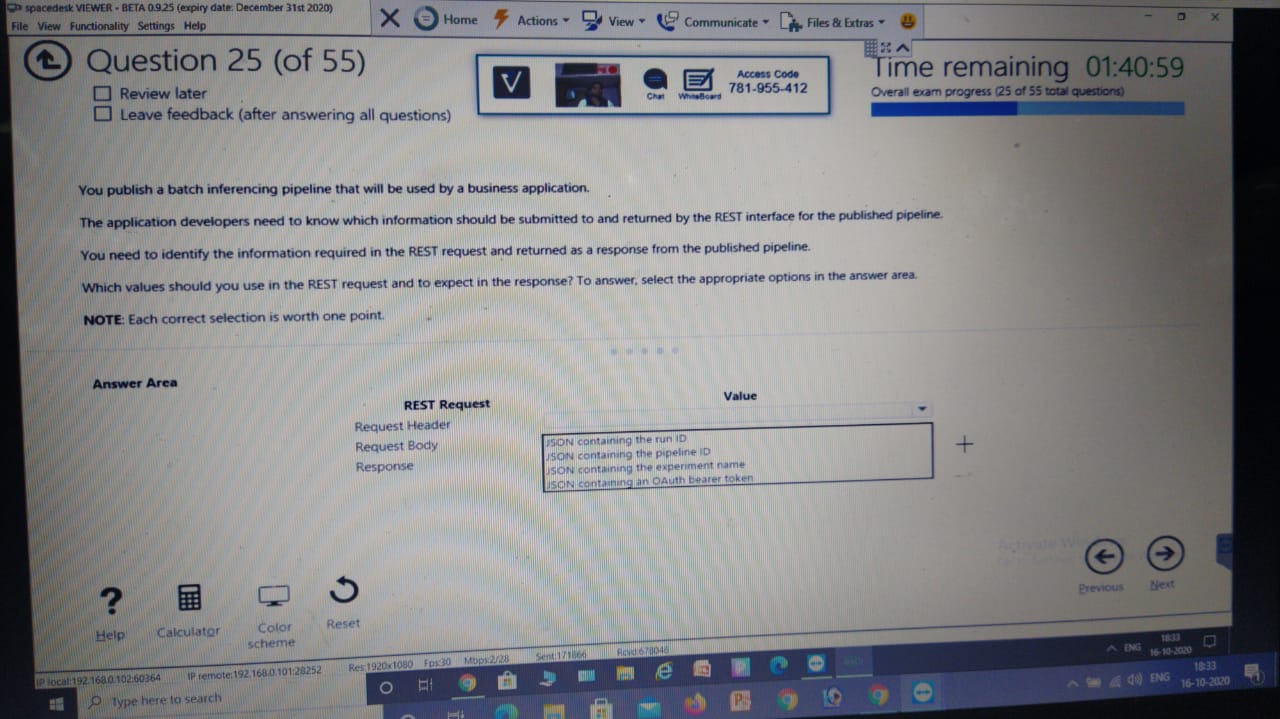 spacedesk VIEWER - BETA 0.9.25 (expiry date: December 31st 2020)
File View Functionality Settings Help
Home Actions View Communicate Files & Extras
Question 25 (of 55)
Review later
Leave feedback (after answering all questions)
Chat
WhiteBoard
Access Code
781-955-412
Time remaining 01:40:59
Overall exam progress (25 of 55 total questions)
You publish a batch inferencing pipeline that will be used by a business application.
The application developers need to know which information should be submitted to and returned by the REST interface for the published pipeline.
You need to identify the information required in the REST request and returned as a response from the published pipeline.
Which values should you use in the REST request and to expect in the response? To answer, select the appropriate options in the answer area.
NOTE: Each correct selection is worth one point.
Answer Area
REST Request
Value
Request Header
Request Body
Response
JSON containing the run ID
JSON containing the pipeline ID
JSON containing the experiment name
JSON containing an OAuth bearer token
Help
Calculator
Color
scheme
Reset
Previous
Next
IP local:192.168.0.102:60364 IP remote:192.168.0.101:28252 Res:1920x1080 Fps:30 Mbps:2/28 Sent:171866 Rcvd:678046
ENG
18:33
16-10-2020
Type here to search
ENG
18:33
16-10-2020